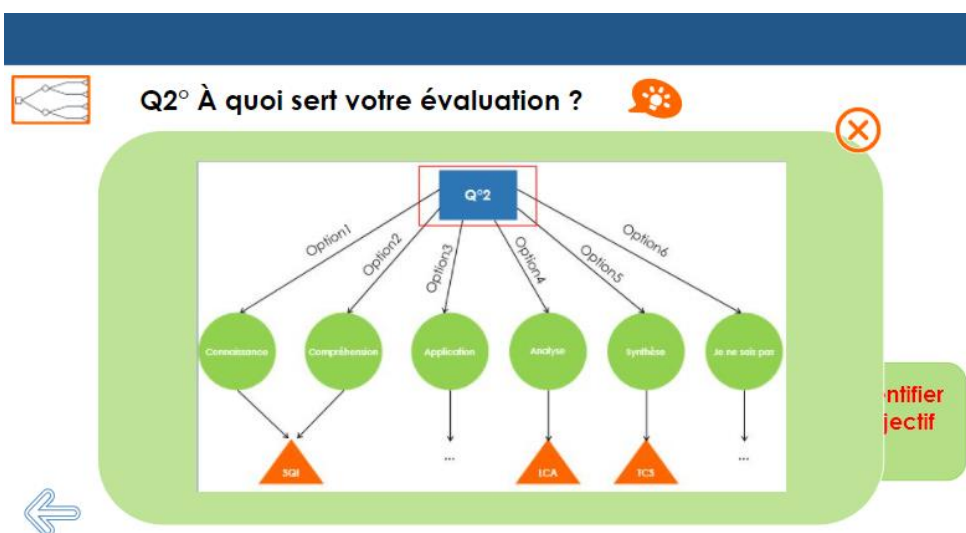 Q2° À quoi sert votre évaluation ?
Q°2
Option1
Option2
Option3
Option4
Option5
Option6
Connaissance
Compréhension
Application
Analyse
Synthèse
Je ne sais pas
...
...
SQI
LCA
TCS
ntifier
jectif